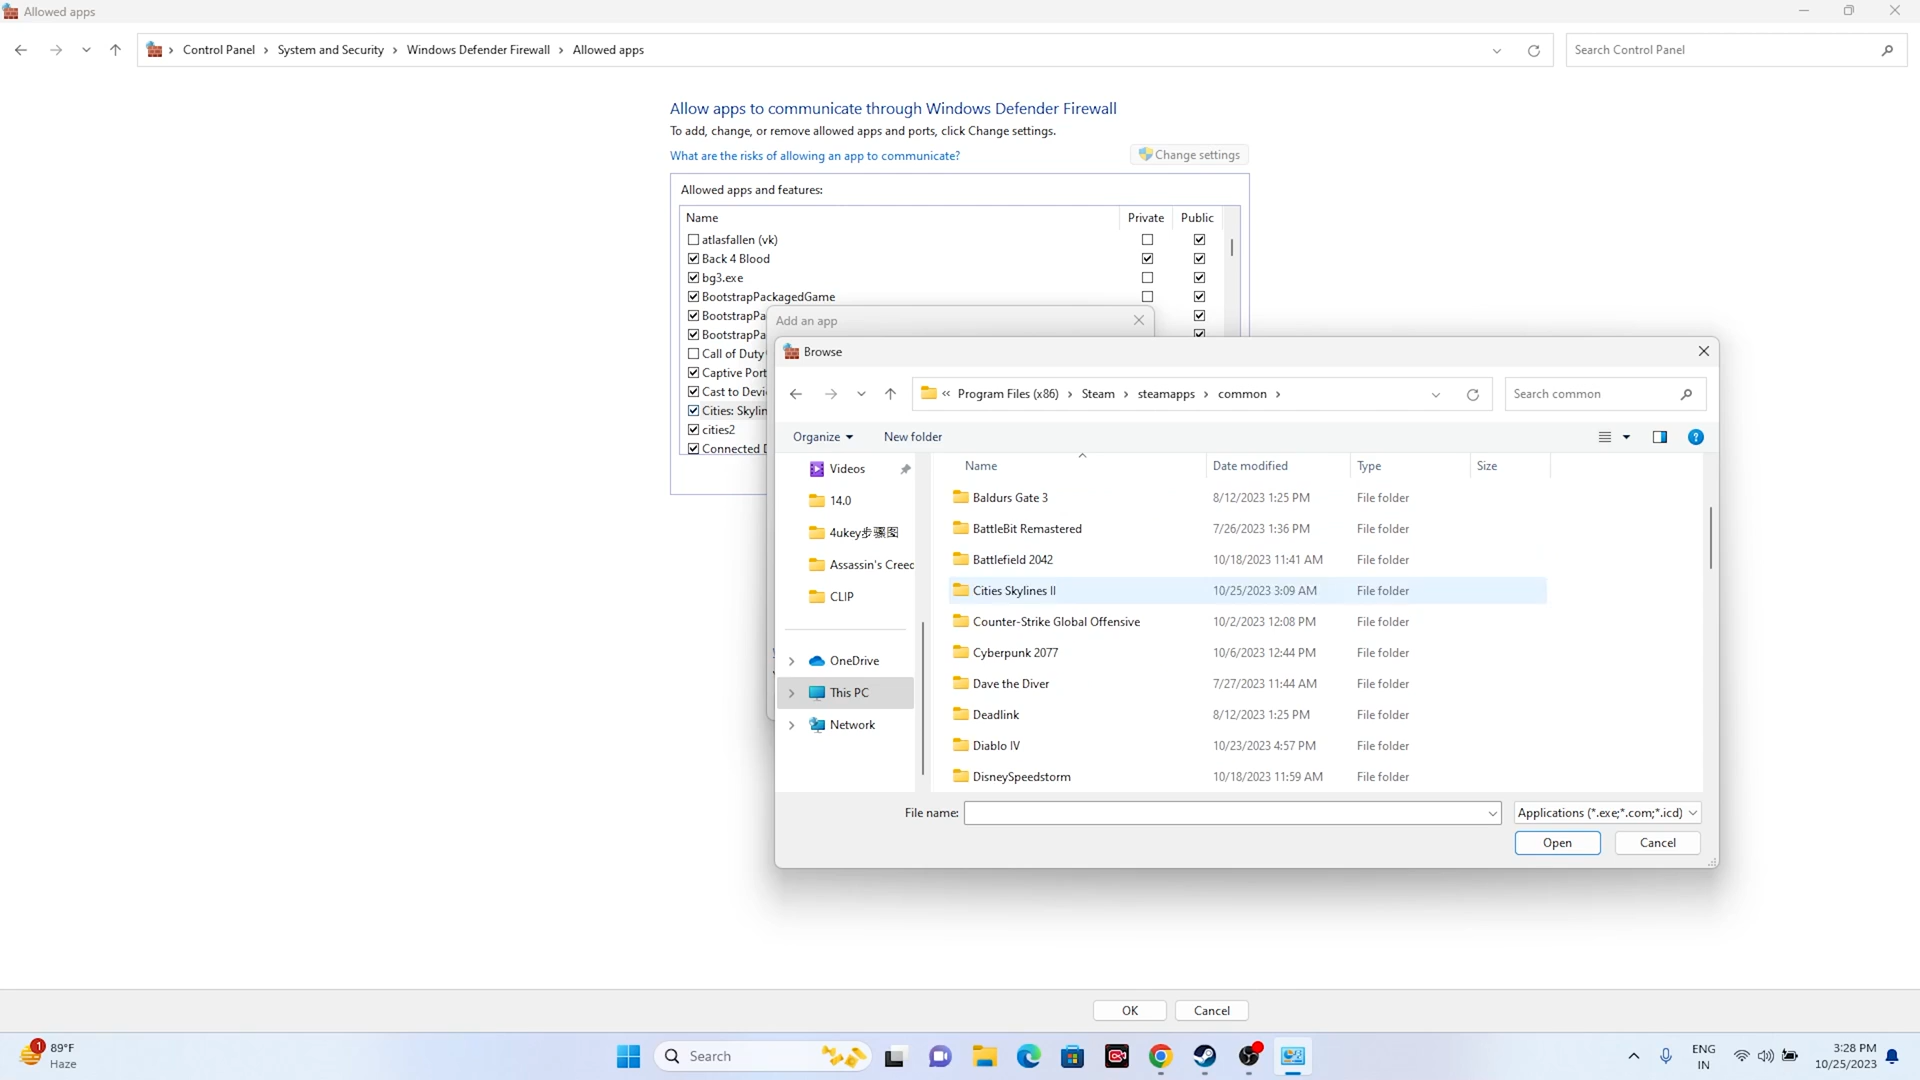 Allowed apps
Control Panel > System and Security > Windows Defender Firewall > Allowed apps
Search Control Panel
Allow apps to communicate through Windows Defender Firewall
To add, change, or remove allowed apps and ports, click Change settings.
What are the risks of allowing an app to communicate?
Change settings
Allowed apps and features:
Name Private Public
atlasfallen (vk)
Back 4 Blood
bg3.exe
BootstrapPackagedGame
BootstrapPa
BootstrapPa
Call of Duty
Captive Port
Cast to Devi
Cities: Skylin
cities2
Connected D
Add an app
Browse
« Program Files (x86) > Steam > steamapps > common >
Search common
Organize
New folder
Videos
14.0
4ukey步骤图
Assassin's Creed
CLIP
OneDrive
This PC
Network
Name Date modified Type Size
Baldurs Gate 3 8/12/2023 1:25 PM File folder
BattleBit Remastered 7/26/2023 1:36 PM File folder
Battlefield 2042 10/18/2023 11:41 AM File folder
Cities Skylines II 10/25/2023 3:09 AM File folder
Counter-Strike Global Offensive 10/2/2023 12:08 PM File folder
Cyberpunk 2077 10/6/2023 12:44 PM File folder
Dave the Diver 7/27/2023 11:44 AM File folder
Deadlink 8/12/2023 1:25 PM File folder
Diablo IV 10/23/2023 4:57 PM File folder
DisneySpeedstorm 10/18/2023 11:59 AM File folder
File name:
Applications (*.exe;*.com;*.icd)
Open
Cancel
OK
Cancel
1
89°F
Haze
Search
ENG
IN
3:28 PM
10/25/2023